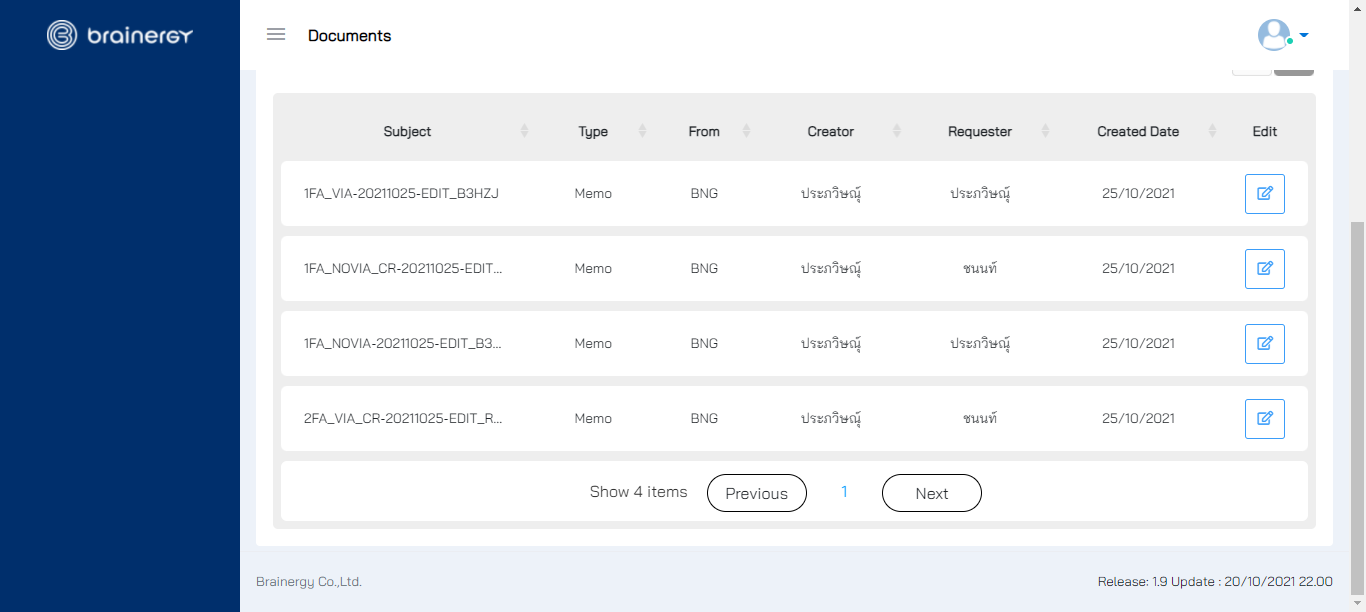 brainergy
Documents
Subject Type From Creator Requester Created Date Edit
1FA_VIA-20211025-EDIT_B3HZJ Memo BNG ประภวิษณุ์ ประภวิษณุ์ 25/10/2021
1FA_NOVIA_CR-20211025-EDIT... Memo BNG ประภวิษณุ์ ชนนท์ 25/10/2021
1FA_NOVIA-20211025-EDIT_B3... Memo BNG ประภวิษณุ์ ประภวิษณุ์ 25/10/2021
2FA_VIA_CR-20211025-EDIT_R... Memo BNG ประภวิษณุ์ ชนนท์ 25/10/2021
Show 4 items Previous 1 Next
Brainergy Co.,Ltd. Release: 1.9 Update : 20/10/2021 22.00